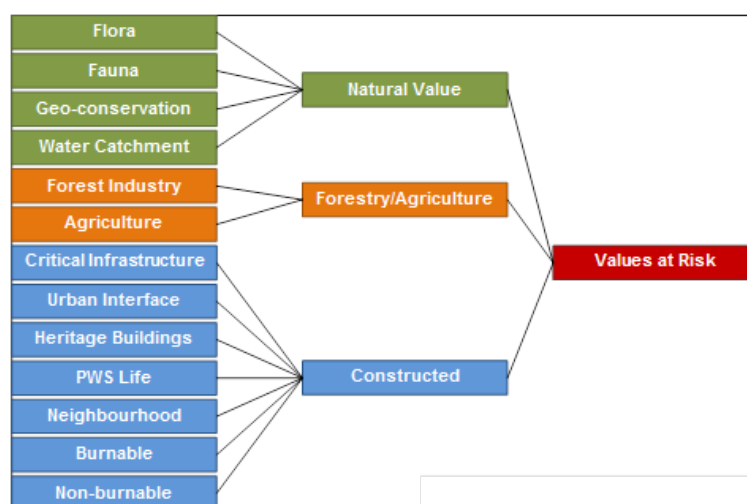 Flora
Fauna
Geo-conservation
Water Catchment
Forest Industry
Agriculture
Critical Infrastructure
Urban Interface
Heritage Buildings
PWS Life
Neighbourhood
Burnable
Non-burnable
Natural Value
Forestry/Agriculture
Constructed
Values at Risk